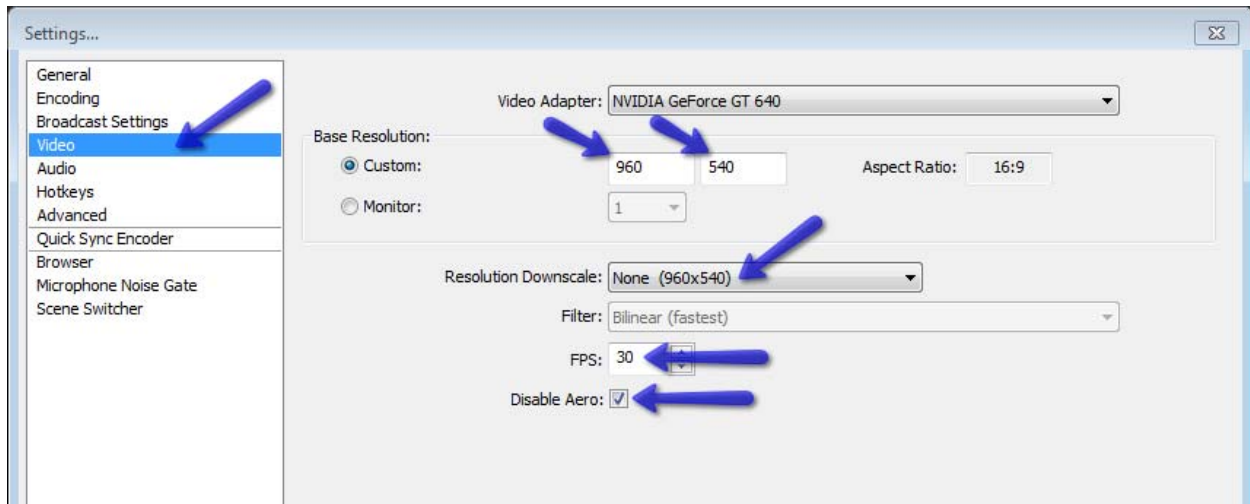 Settings...
General
Encoding
Broadcast Settings
Video
Audio
Hotkeys
Advanced
Quick Sync Encoder
Browser
Microphone Noise Gate
Scene Switcher
Video Adapter: NVIDIA GeForce GT 640
Base Resolution:
Custom: 960 540 Aspect Ratio: 16:9
Monitor: 1
Resolution Downscale: None (960x540)
Filter: Bilinear (fastest)
FPS: 30
Disable Aero: